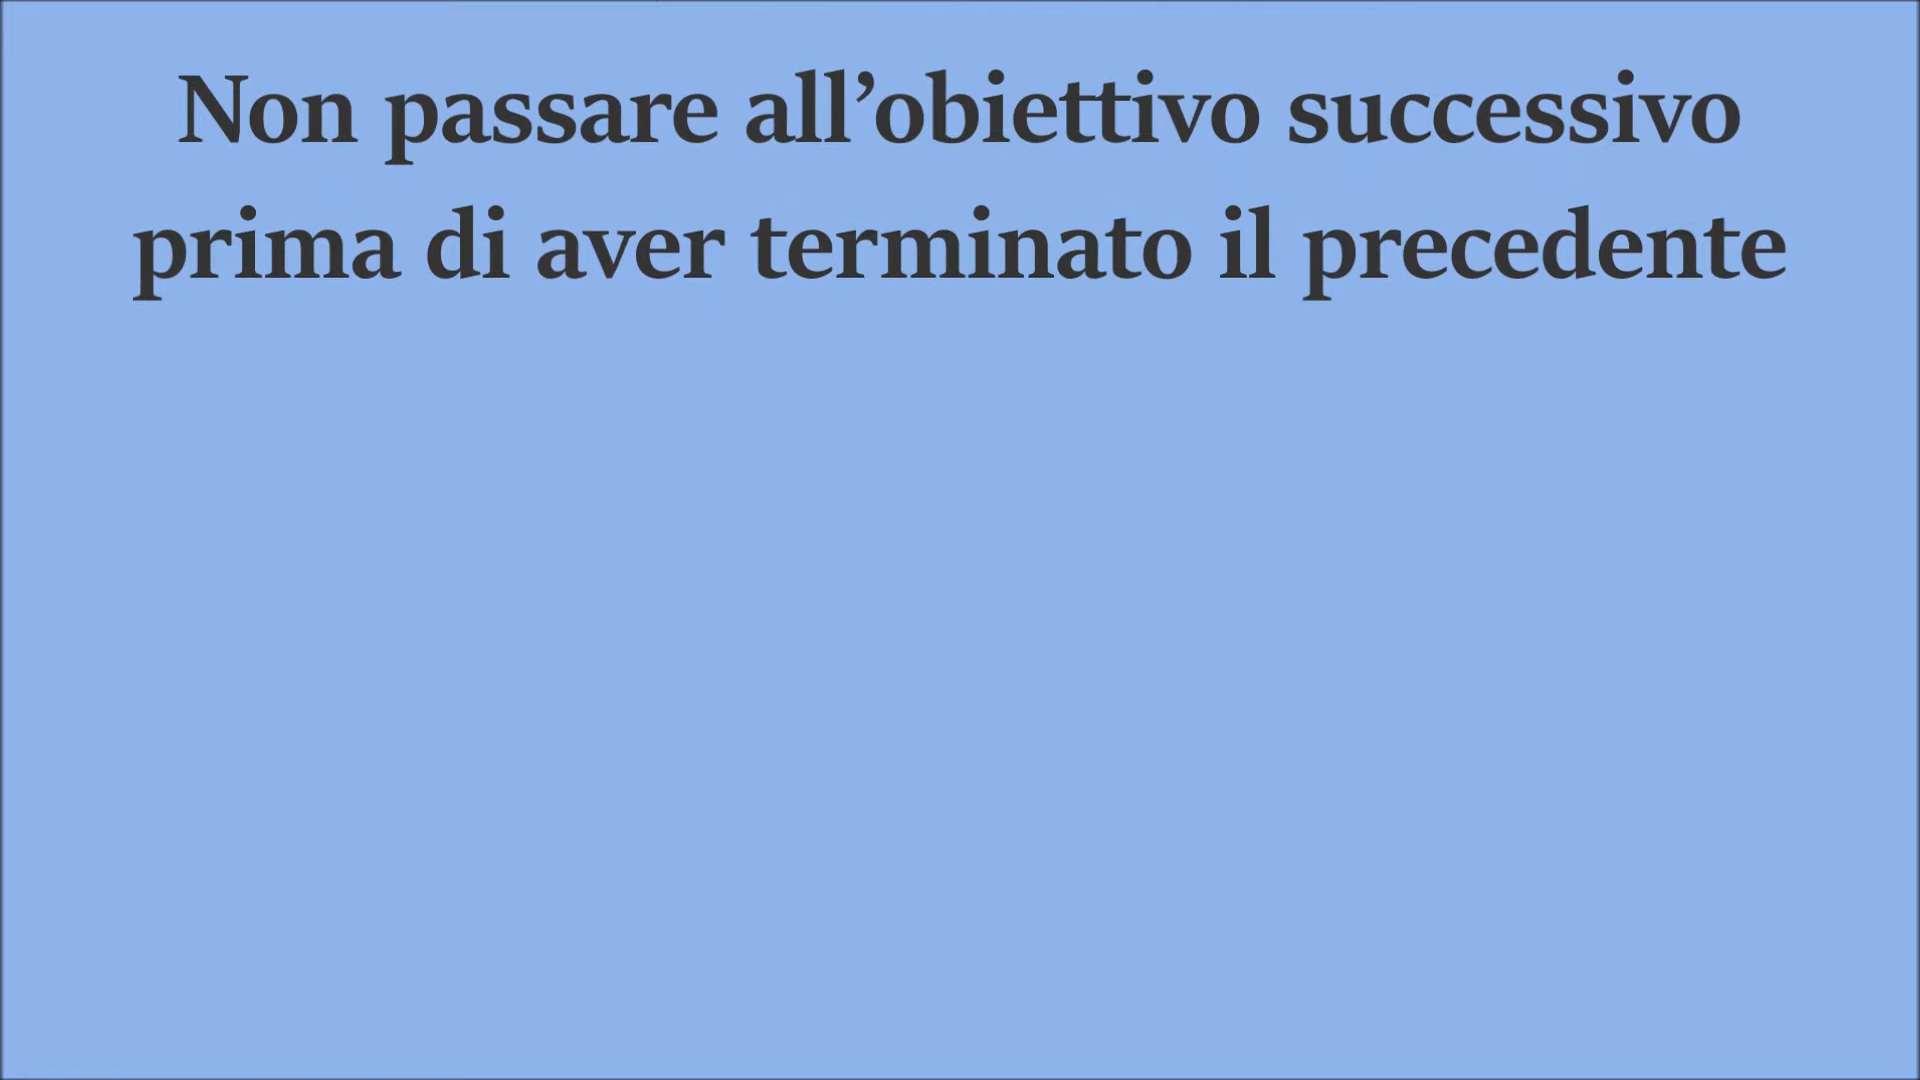 Non passare all’obiettivo successivo
prima di aver terminato il precedente